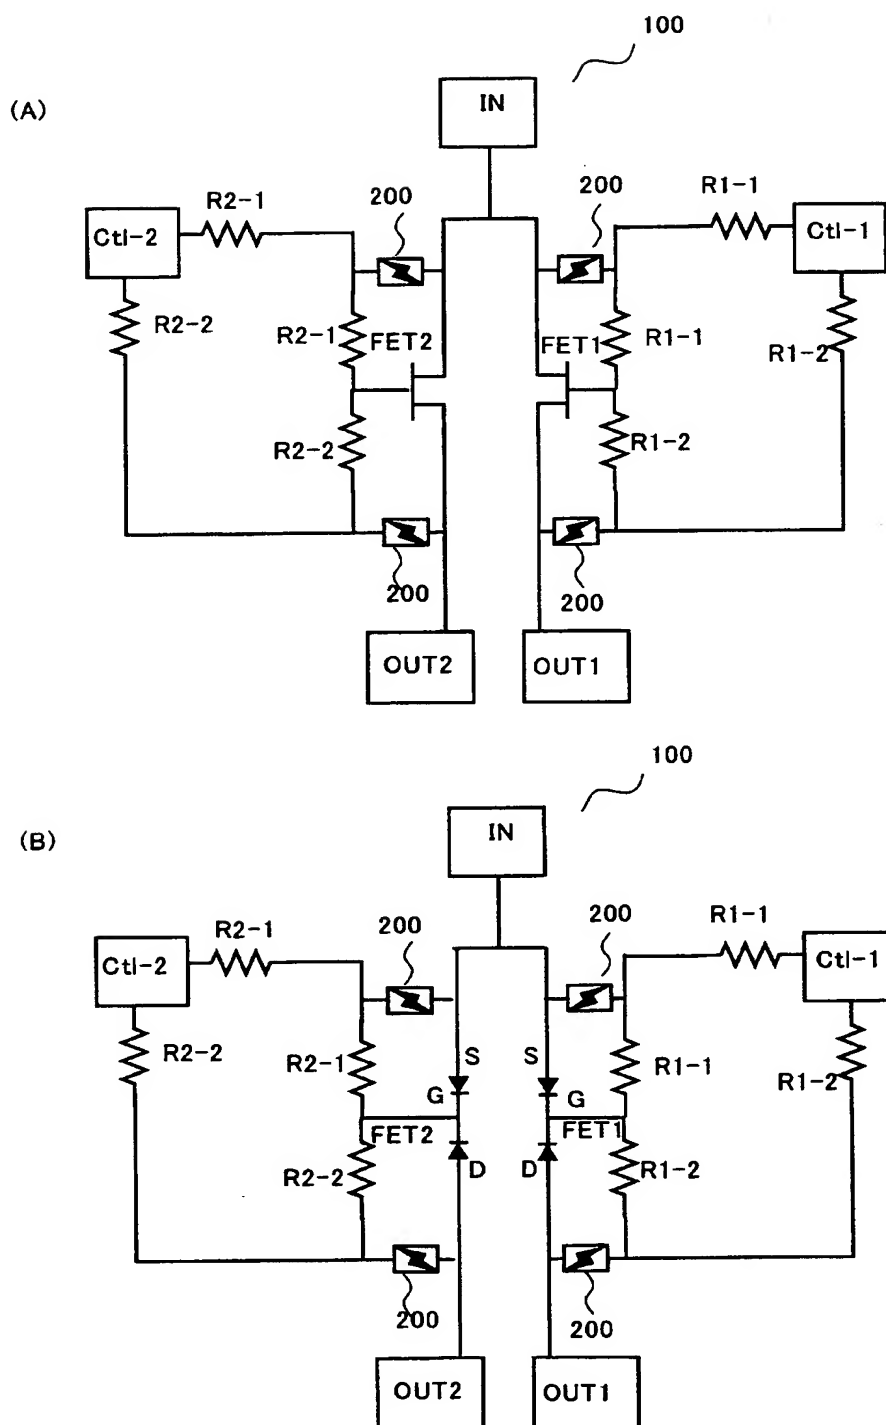 100
(A)
IN
R2-1
200
200
R1-1
Ctl-2
Ctl-1
R2-2
R2-1
FET2
FET1
R1-1
R1-2
R2-2
R1-2
200
200
OUT2
OUT1
100
(B)
IN
R2-1
200
200
R1-1
Ctl-2
Ctl-1
R2-2
R2-1
S
S
R1-1
R1-2
G
G
FET2
FET1
R2-2
D
D
R1-2
200
200
OUT2
OUT1